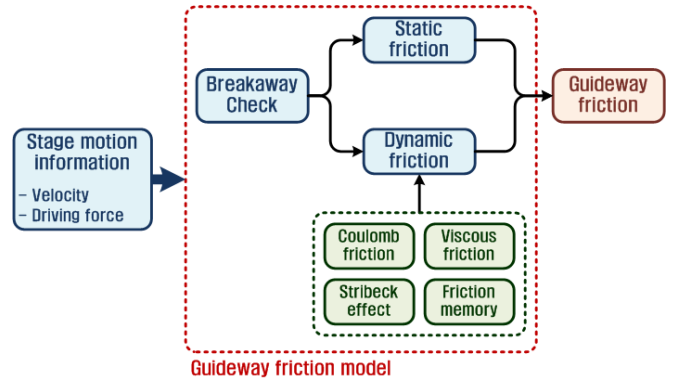 Static
friction
Breakaway
Check
Guideway
friction
Stage motion
information
- Velocity
- Driving force
Dynamic
friction
Coulomb
friction
Viscous
friction
Stribeck
effect
Friction
memory
Guideway friction model